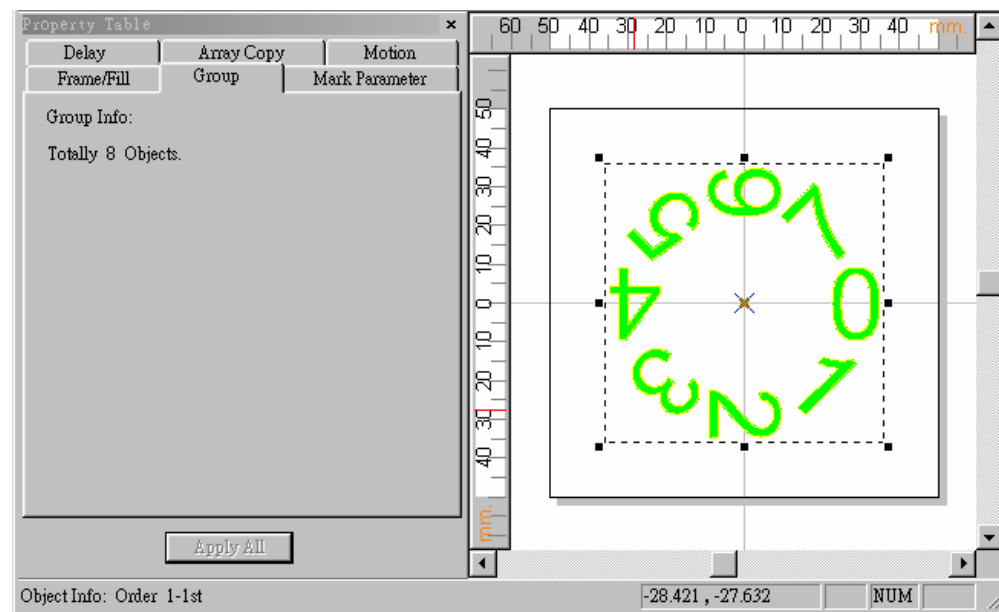 Property Table ×
Delay Array Copy Motion
Frame/Fill Group Mark Parameter
Group Info:
Totally 8 Objects.
Apply All
60 50 40 30 20 10 0 10 20 30 40 mm.
50
40
30
20
10
0
10
20
30
40
mm.
0
1
2
3
4
5
6
7
Object Info: Order 1-1st -28.421 , -27.632 NUM